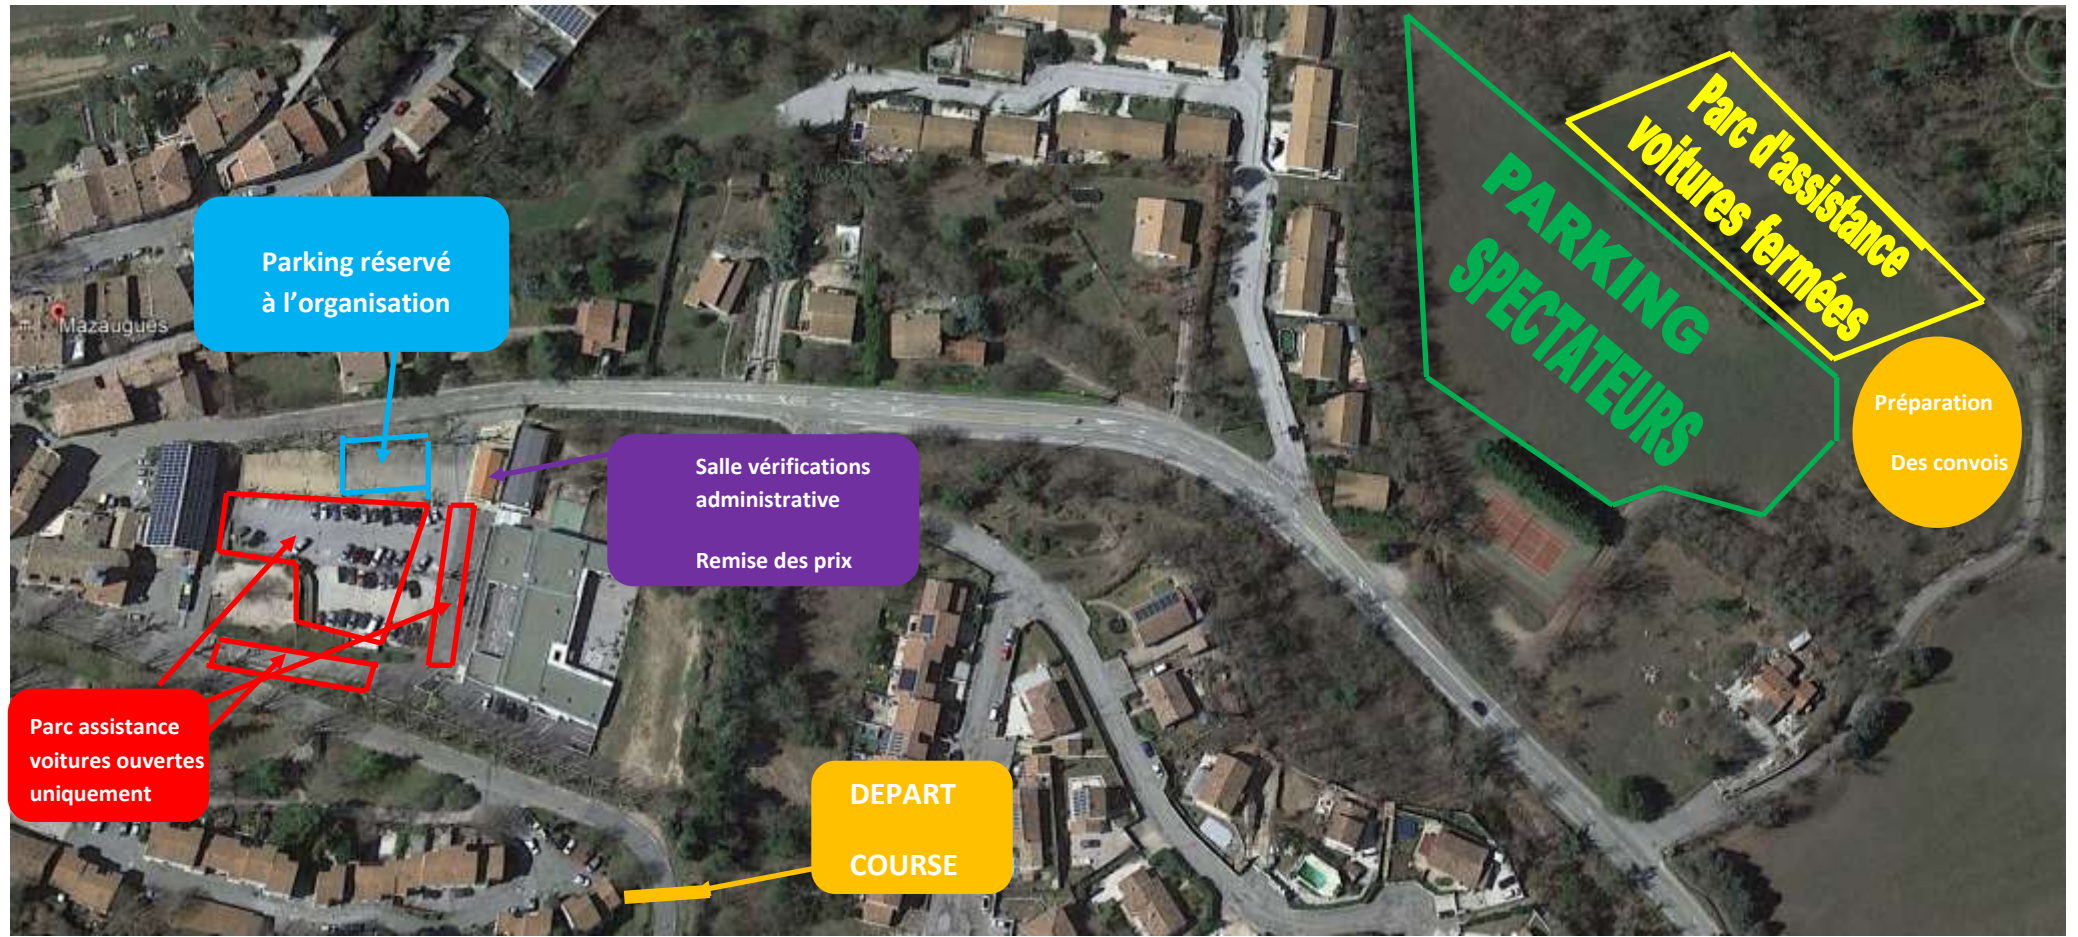 Parc d'assistance
voitures fermées
PARKING
SPECTATEURS
Parking réservé
à l'organisation
Mazaugues
Préparation
Des convois
Salle vérifications
administrative
Remise des prix
Parc assistance
voitures ouvertes
uniquement
DEPART
COURSE